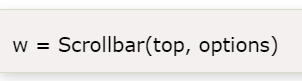 w = Scrollbar(top, options)